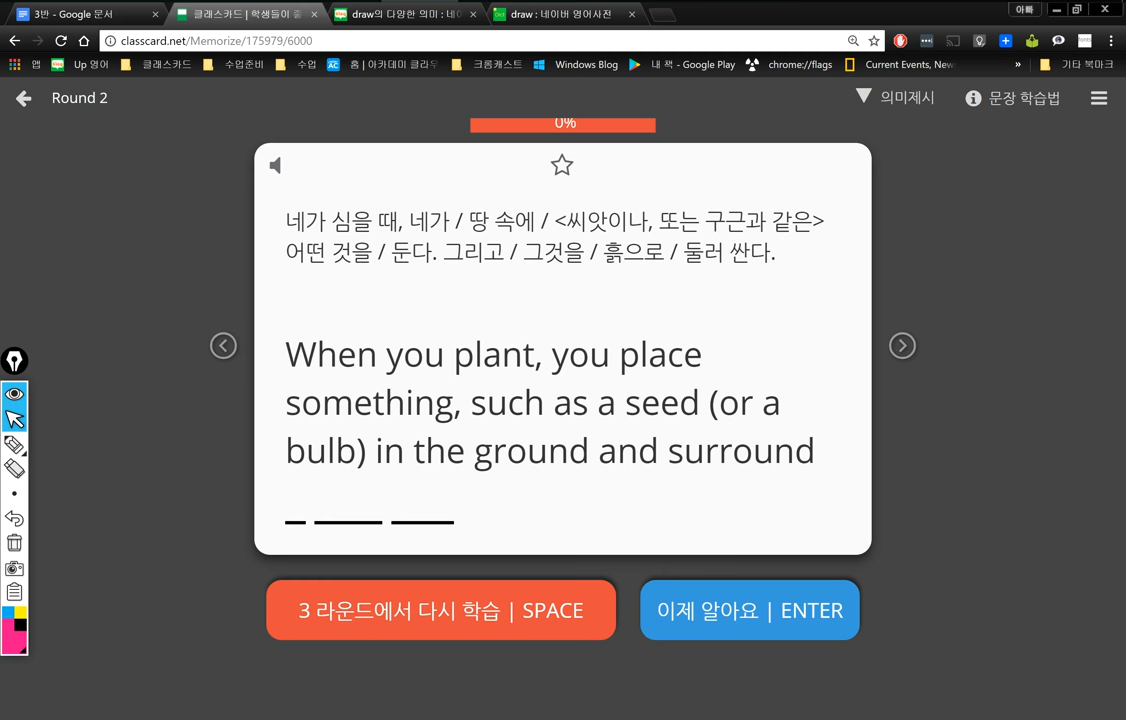 3반 - Google 문서
클래스카드 | 학생들이 좋
draw의 다양한 의미 : 네이
draw : 네이버 영어사전
아빠
classcard.net/Memorize/175979/6000
앱
Up 영어
클래스카드
수업준비
수업
홈 | 아카데미 클라우
크롬캐스트
Windows Blog
내 책 - Google Play
chrome://flags
Current Events, New
»
기타 북마크
Round 2
의미제시
문장 학습법
0%
네가 심을 때, 네가 / 땅 속에 / <씨앗이나, 또는 구근과 같은>
어떤 것을 / 둔다. 그리고 / 그것을 / 흙으로 / 둘러 싼다.
When you plant, you place
something, such as a seed (or a
bulb) in the ground and surround
3 라운드에서 다시 학습 | SPACE
이제 알아요 | ENTER